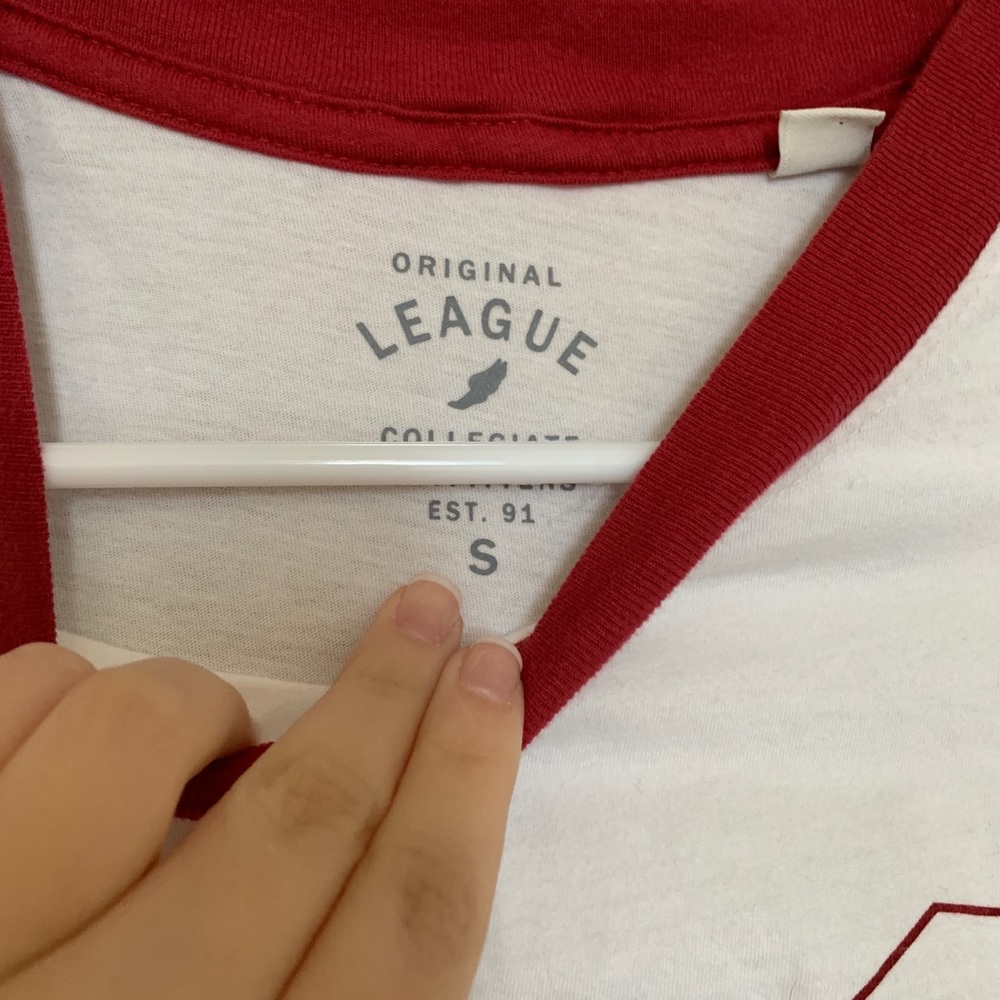 ORIGINAL
LEAGUE
COLLEGIATE
EST. 91
S